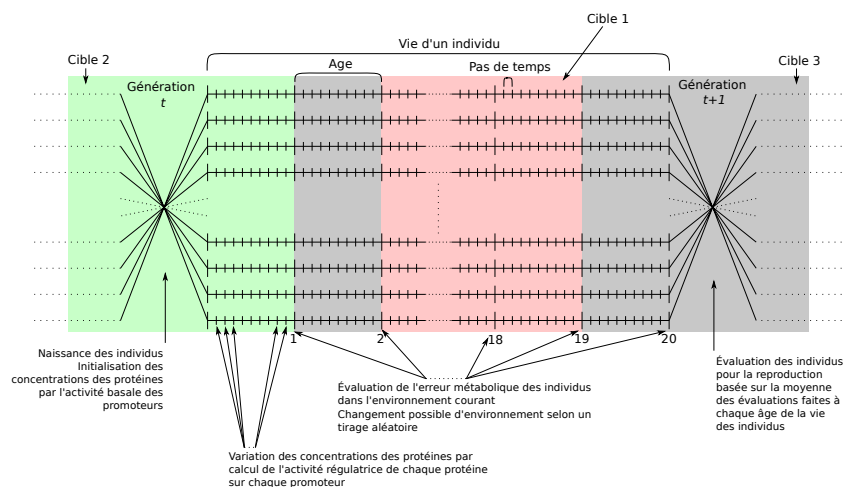 Cible 1
Vie d'un individu
Cible 2
Age
Pas de temps
Cible 3
Génération
t
Génération
t+1
1
2
18
19
20
Naissance des individus
Initialisation des
concentrations des protéines
par l'activité basale des
promoteurs
Évaluation de l'erreur métabolique des individus
dans l'environnement courant
Changement possible d'environnement selon un
tirage aléatoire
Évaluation des individus
pour la reproduction
basée sur la moyenne
des évaluations faites à
chaque âge de la vie
des individus
Variation des concentrations des protéines par
calcul de l'activité régulatrice de chaque protéine
sur chaque promoteur